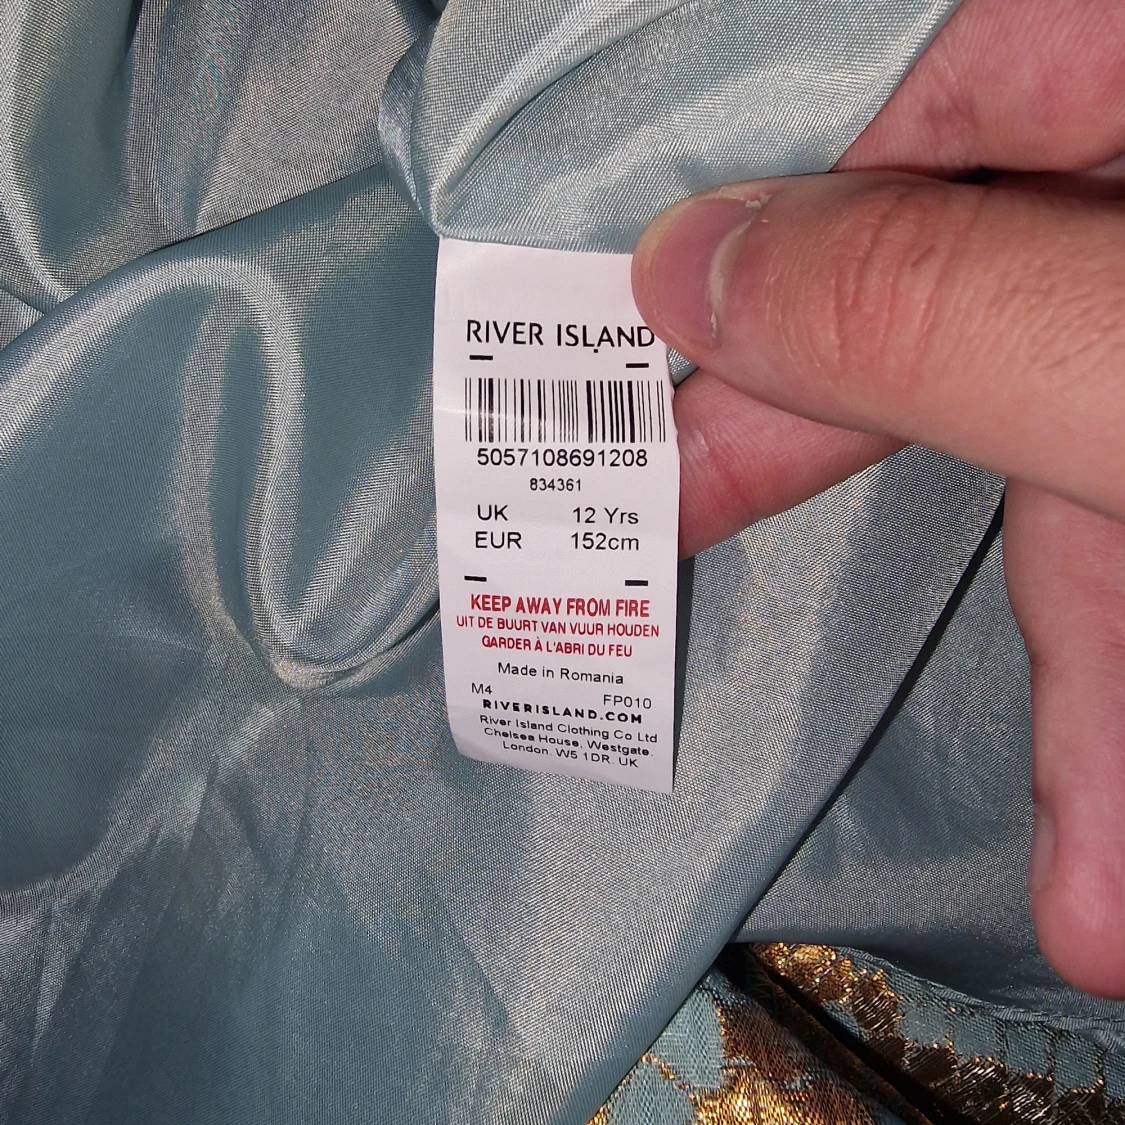 RIVER ISLAND
5057108691208
834361
UK 12 Yrs
EUR 152cm
KEEP AWAY FROM FIRE
UIT DE BUURT VAN VUUR HOUDEN
GARDER À L'ABRI DU FEU
Made in Romania
M4 FP010
RIVERISLAND.COM
River Island Clothing Co Ltd
Chelsea House, Westgate,
London. W5 1DR. UK